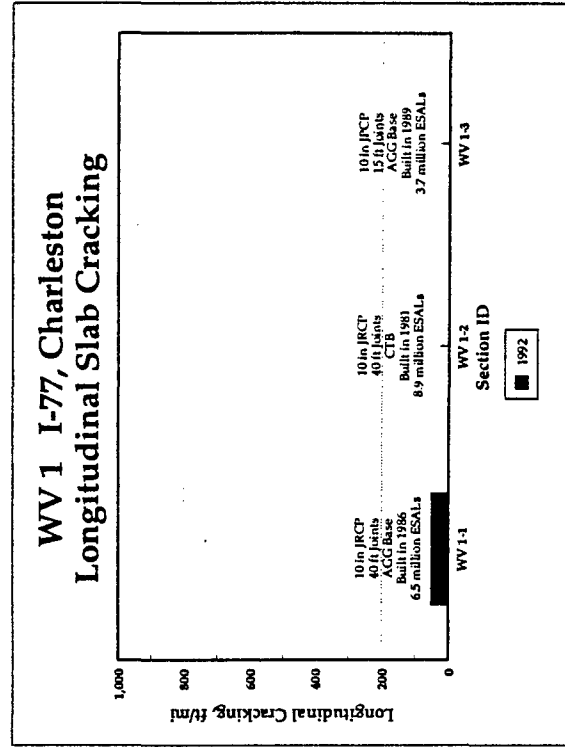 WV 1 I-77, Charleston
Longitudinal Slab Cracking
Longitudinal Cracking, ft/mi
1,000
800
600
400
200
0
10 in JRCP
40 ft Joints
AGG Base
Built in 1986
6.5 million ESALs
10 in JRCP
40 ft Joints
CTB
Built in 1981
8.9 million ESALs
10 in JPCP
15 ft Joints
AGG Base
Built in 1989
3.7 million ESALs
WV 1-1
WV 1-2
WV 1-3
Section ID
1992